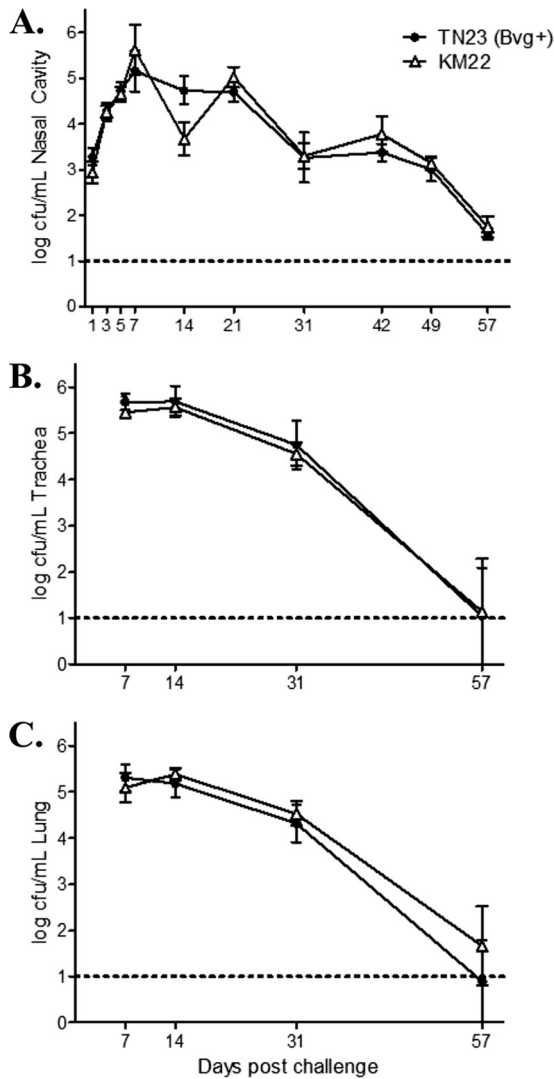 A.
TN23 (Bvg+)
KM22
log cfu/mL Nasal Cavity
6
5
4
3
2
1
0
1 3 5 7 14 21 31 42 49 57
B.
log cfu/mL Trachea
6
5
4
3
2
1
0
7 14 31 57
C.
log cfu/mL Lung
6
5
4
3
2
1
0
7 14 31 57
Days post challenge